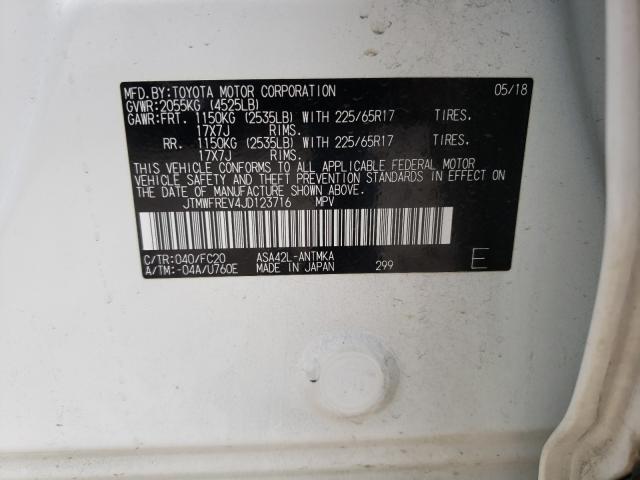 MFD.BY:TOYOTA MOTOR CORPORATION 05/18
GVWR:2055KG (4525LB)
GAWR:FRT. 1150KG (2535LB) WITH 225/65R17 TIRES.
17X7J RIMS.
RR. 1150KG (2535LB) WITH 225/65R17 TIRES.
17X7J RIMS.
THIS VEHICLE CONFORMS TO ALL APPLICABLE FEDERAL MOTOR
VEHICLE SAFETY AND THEFT PREVENTION STANDARDS IN EFFECT
ON THE DATE OF MANUFACTURE SHOWN ABOVE.
JTMWFREV4JD123716 MPV
C/TR:040/FC20 ASA42L-ANTMKA
A/TM:-04A/U760E MADE IN JAPAN 299 E